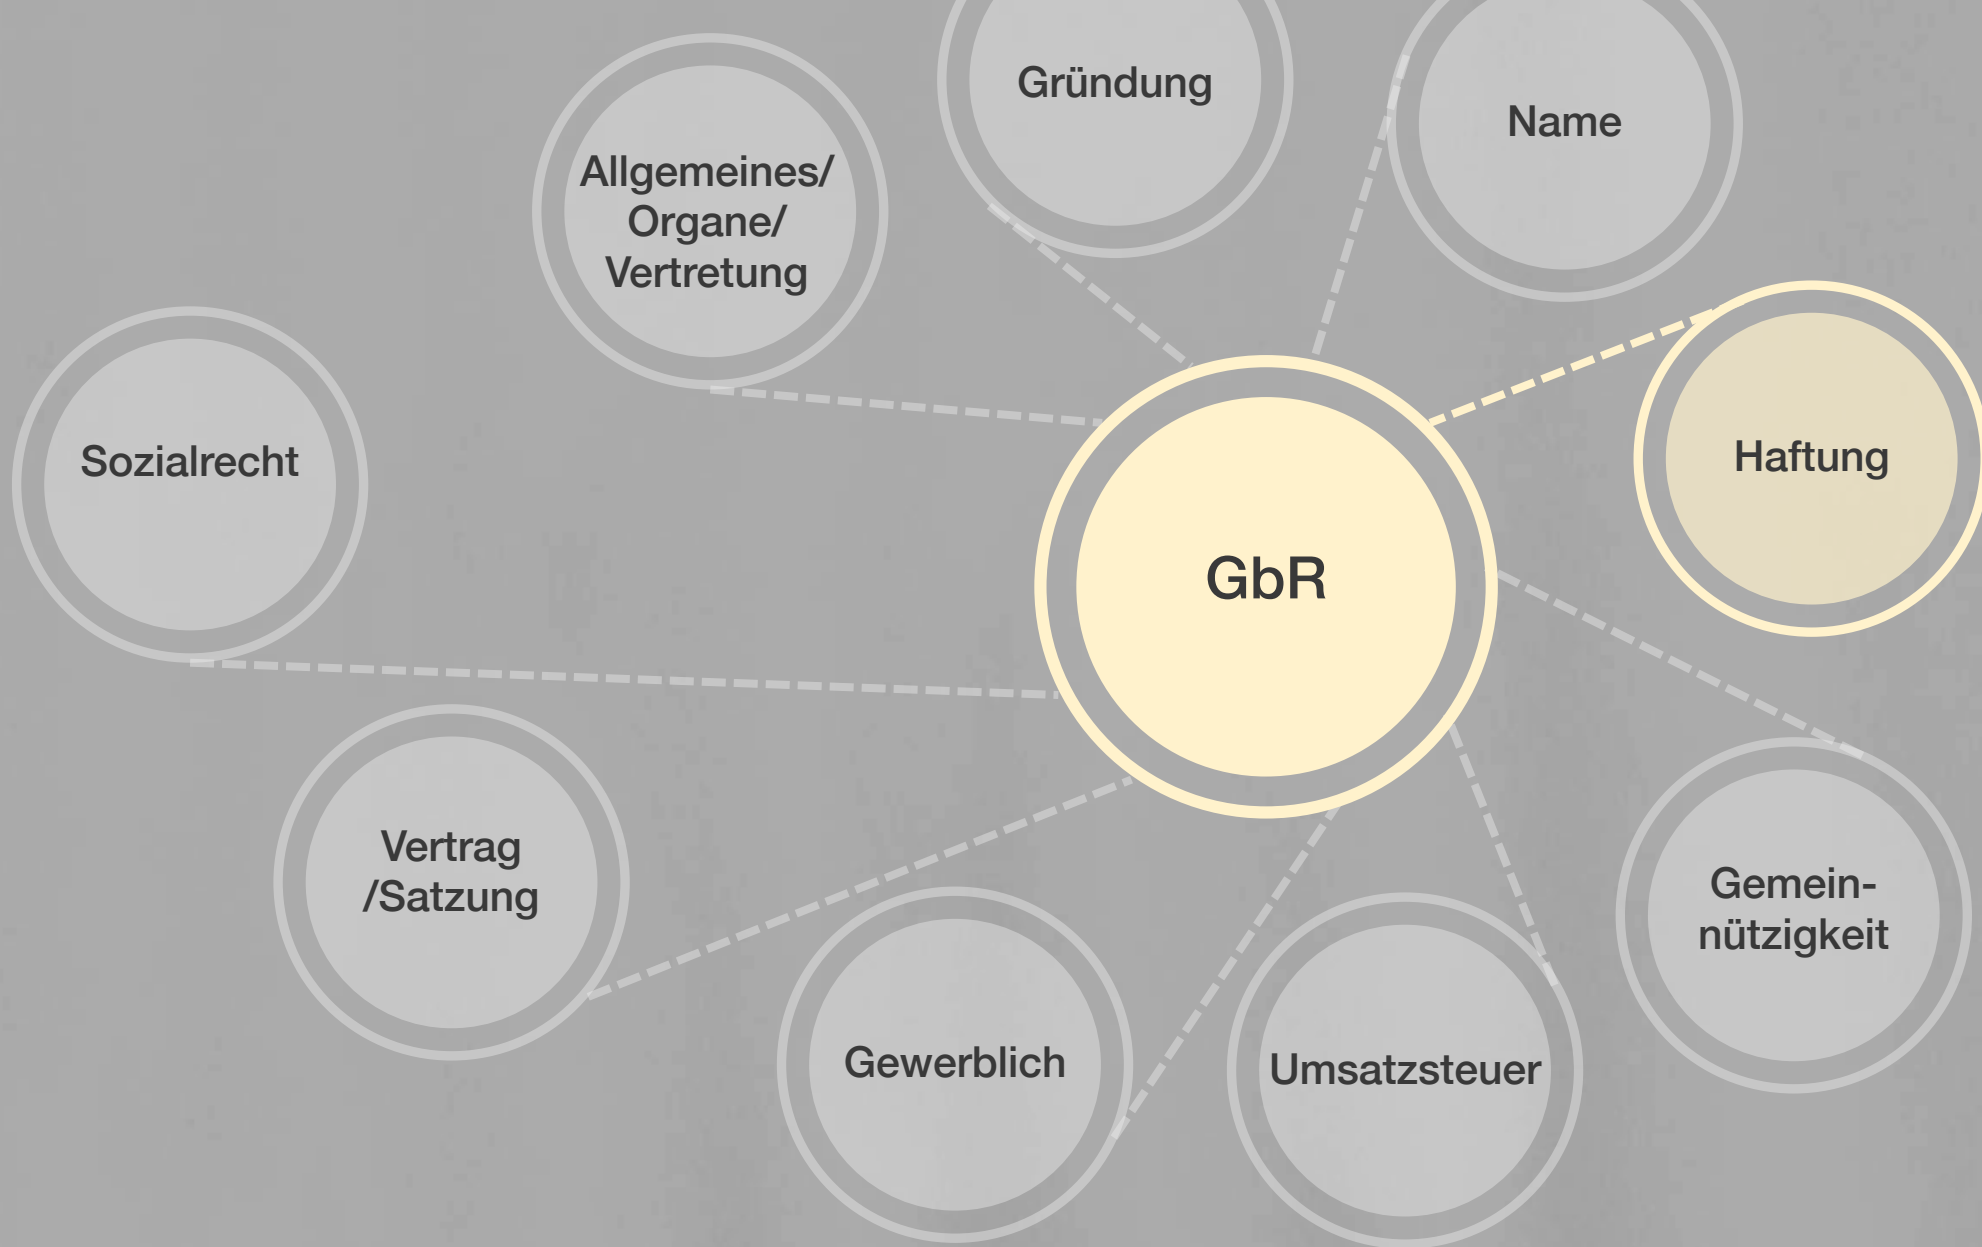 Gründung
Name
Allgemeines/
Organe/
Vertretung
Haftung
Sozialrecht
GbR
Vertrag
/Satzung
Gemein-
nützigkeit
Gewerblich
Umsatzsteuer